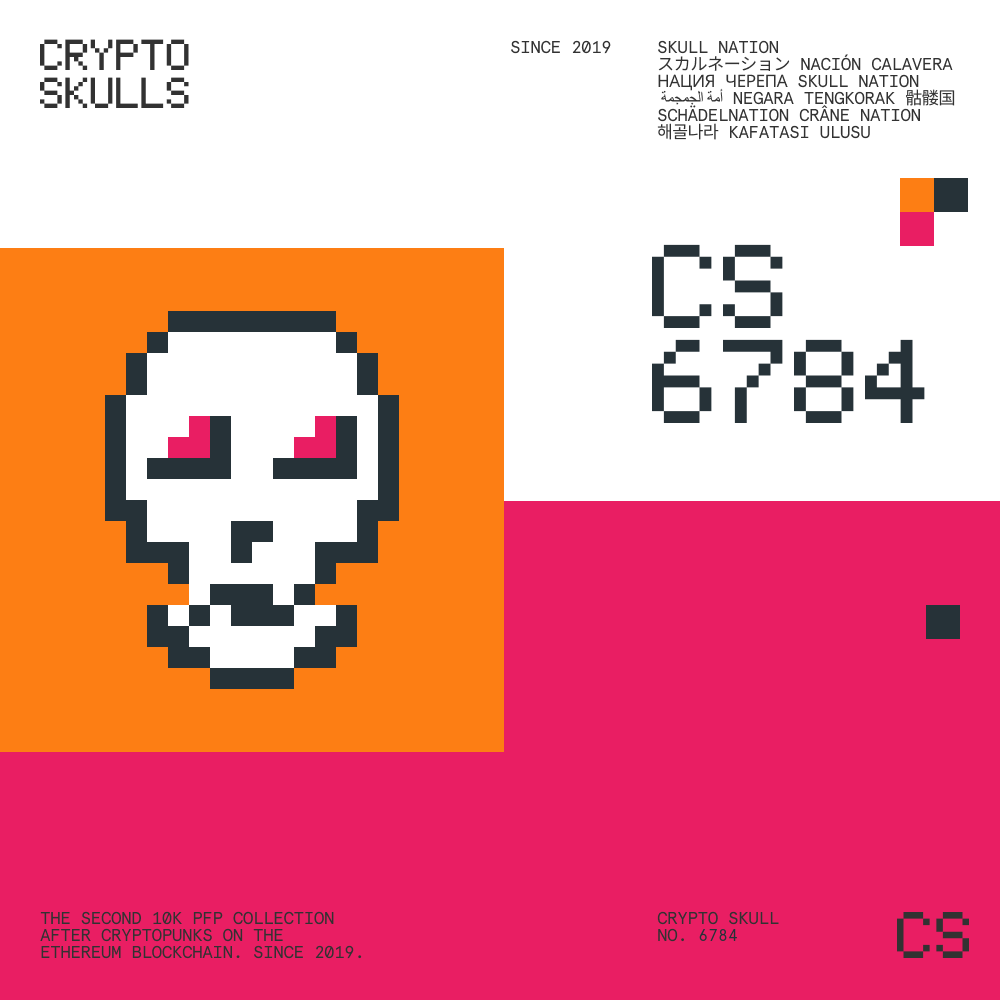 CRYPTO
SKULLS
SINCE 2019
SKULL NATION
スカルネーション NACIÓN CALAVERA
НАЦИЯ ЧЕРЕПА SKULL NATION
أمة الجمجمة NEGARA TENGKORAK 骷髅国
SCHÄDELNATION CRÂNE NATION
해골나라 KAFATASI ULUSU
CS
6784
THE SECOND 10K PFP COLLECTION
AFTER CRYPTOPUNKS ON THE
ETHEREUM BLOCKCHAIN. SINCE 2019.
CRYPTO SKULL
NO. 6784
CS